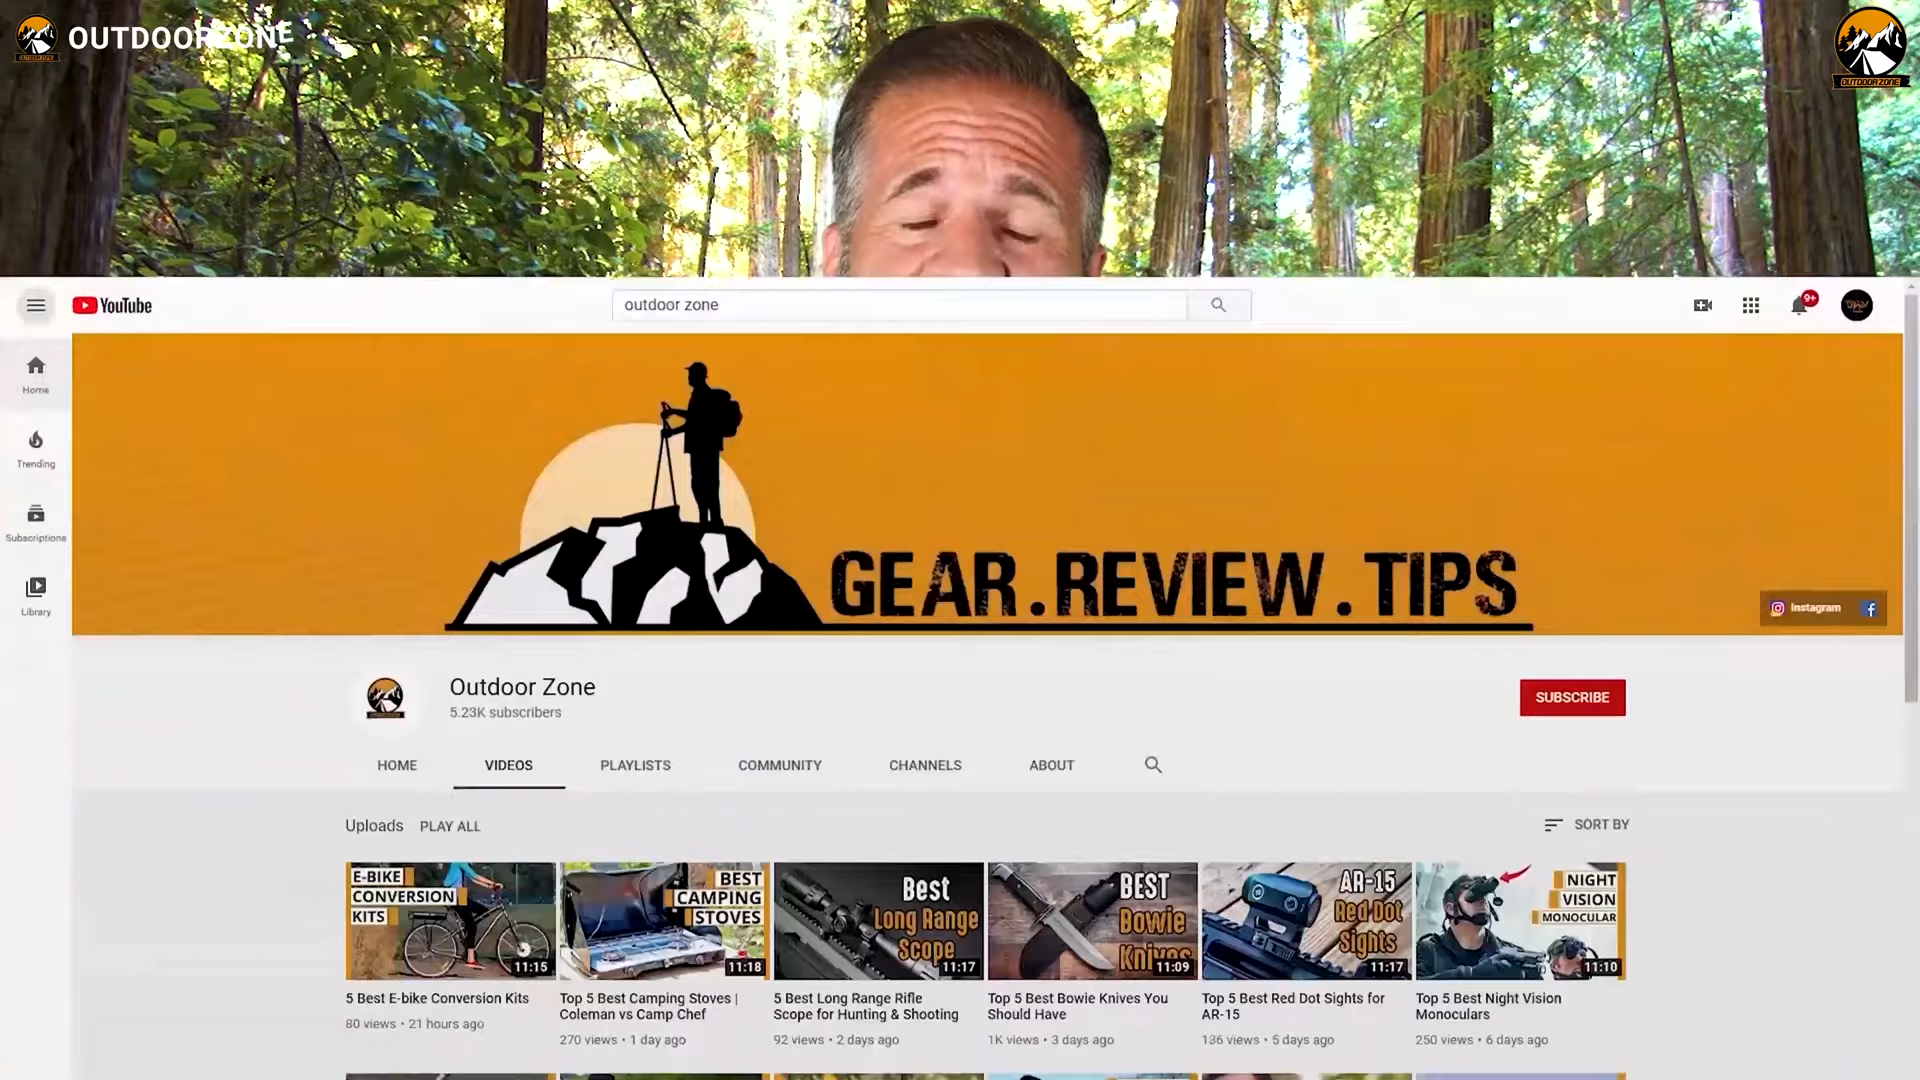 OUTDOORZONE
OUTDOORZONE
YouTube
outdoor zone
9+
Home
Trending
Subscriptions
Library
GEAR.REVIEW.TIPS
Instagram
Outdoor Zone
5.23K subscribers
SUBSCRIBE
HOME
VIDEOS
PLAYLISTS
COMMUNITY
CHANNELS
ABOUT
Uploads
PLAY ALL
SORT BY
E-BIKE
CONVERSION
KITS
11:15
BEST
CAMPING
STOVES
11:18
Best
Long Range
Scope
11:17
BEST
Bowie
Knives
11:09
AR-15
Red Dot
Sights
11:17
NIGHT
VISION
MONOCULAR
11:10
5 Best E-bike Conversion Kits
80 views • 21 hours ago
Top 5 Best Camping Stoves |
Coleman vs Camp Chef
270 views • 1 day ago
5 Best Long Range Rifle
Scope for Hunting & Shooting
92 views • 2 days ago
Top 5 Best Bowie Knives You
Should Have
1K views • 3 days ago
Top 5 Best Red Dot Sights for
AR-15
136 views • 5 days ago
Top 5 Best Night Vision
Monoculars
250 views • 6 days ago